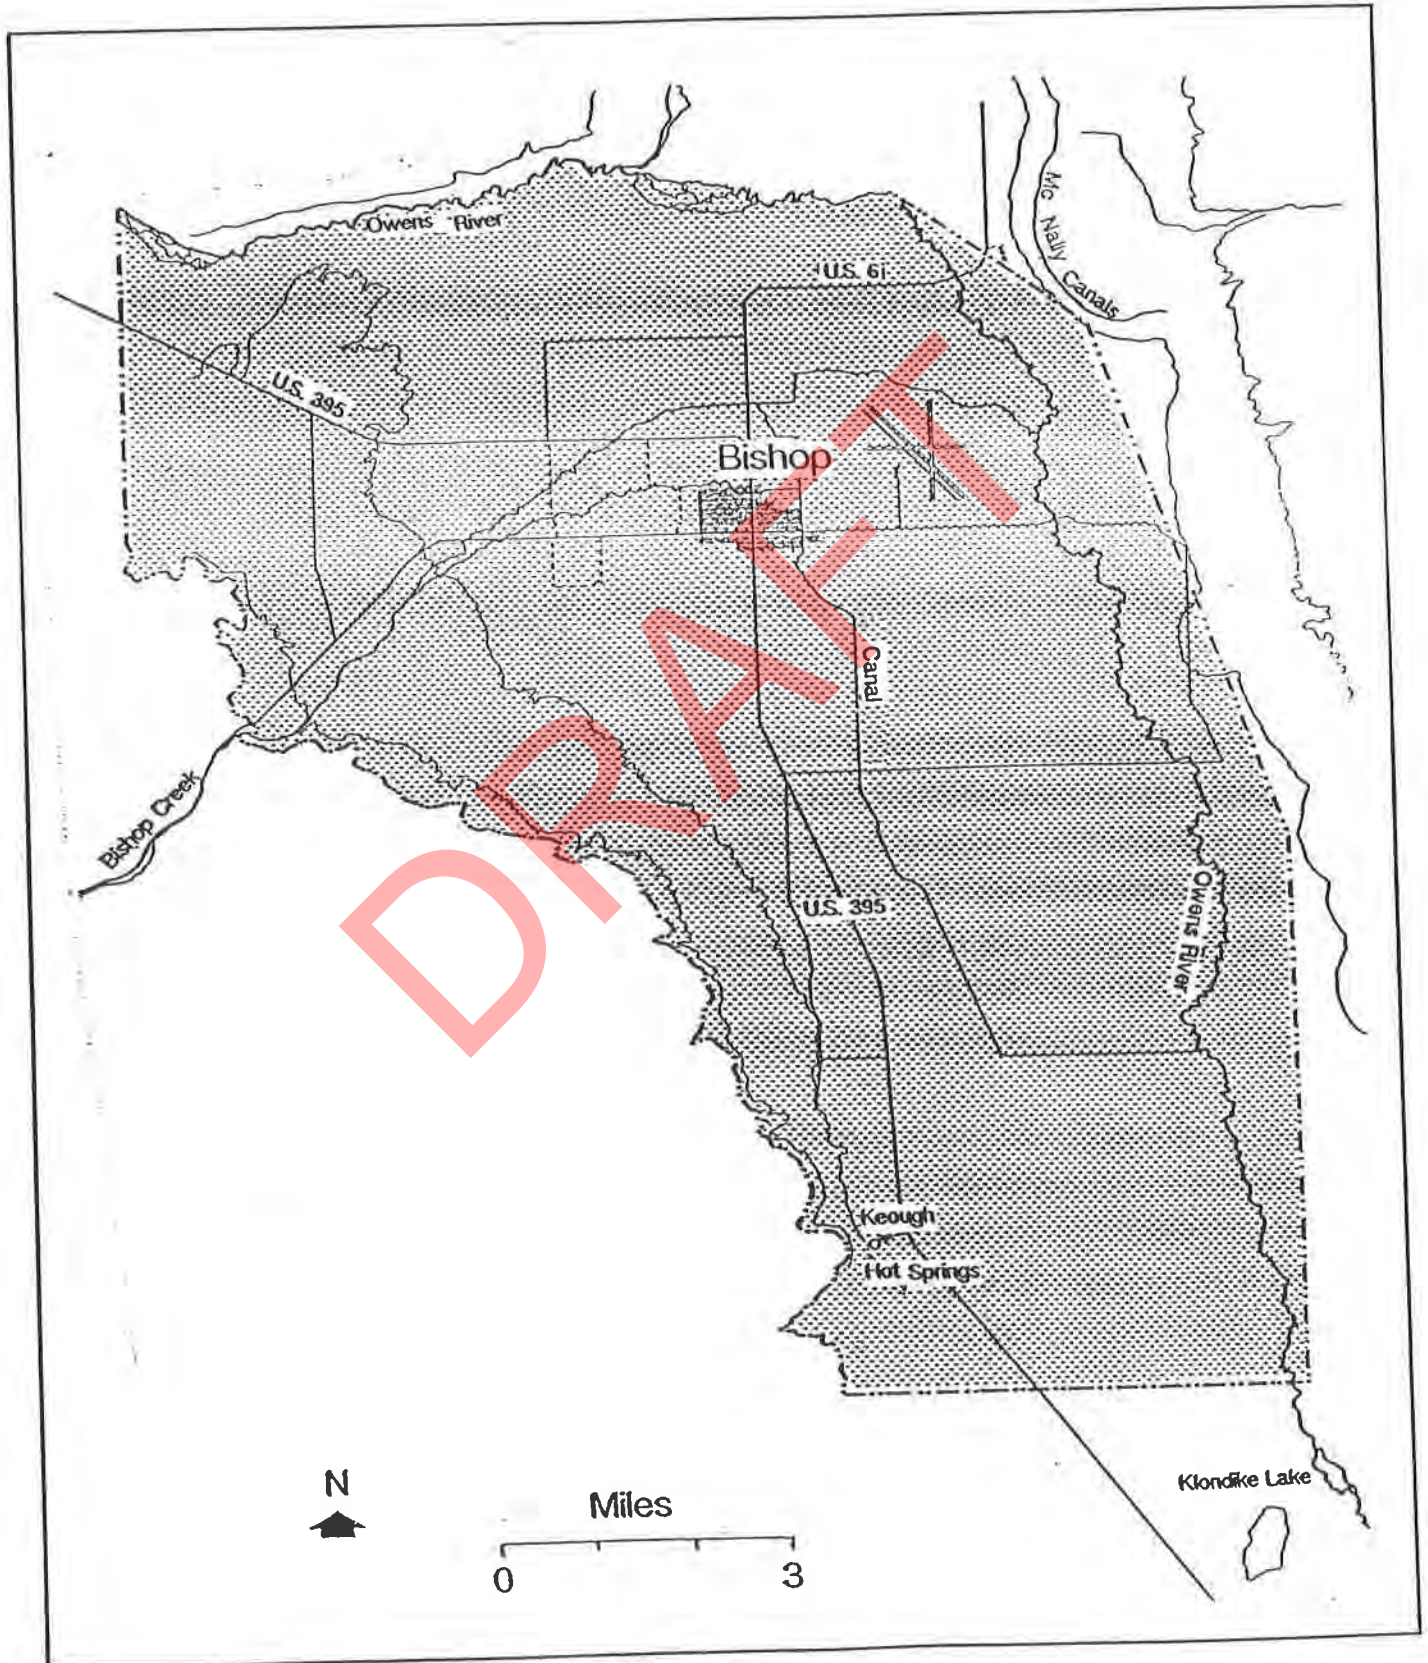 Owens River
Mc Nally Canals
U.S. 6i
U.S. 395
Bishop
Canal
Bishop Creek
U.S. 395
Owens River
Keough
Hot Springs
Klondike Lake
N
Miles
0 3
DRAFT